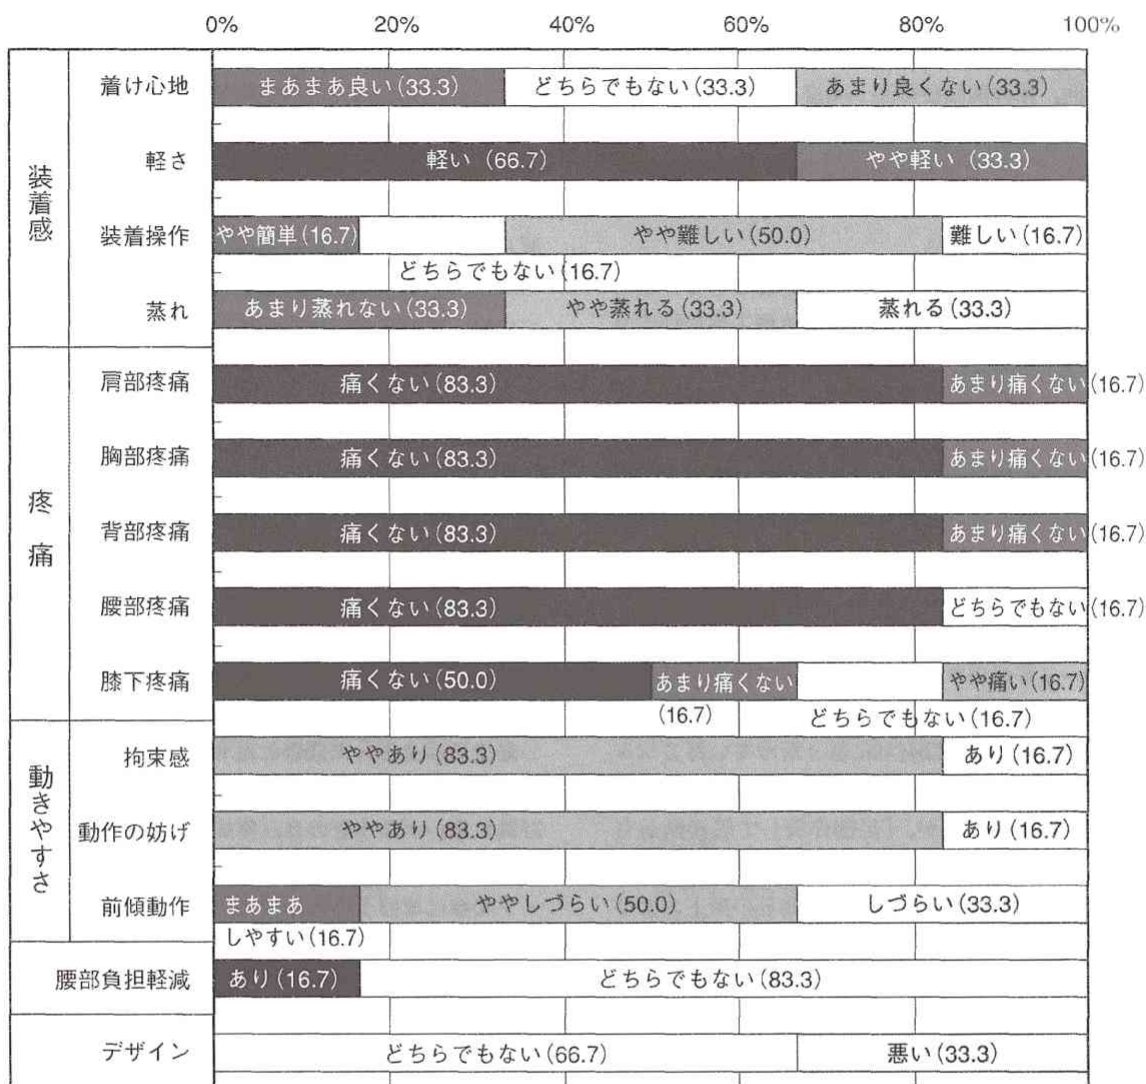 0% 20% 40% 60% 80% 100%
装着感
着け心地 まあまあ良い(33.3) どちらでもない(33.3) あまり良くない(33.3)
軽さ 軽い (66.7) やや軽い (33.3)
装着操作 やや簡単(16.7) やや難しい(50.0) 難しい(16.7)
どちらでもない(16.7)
蒸れ あまり蒸れない(33.3) やや蒸れる(33.3) 蒸れる(33.3)
疼痛
肩部疼痛 痛くない(83.3) あまり痛くない(16.7)
胸部疼痛 痛くない(83.3) あまり痛くない(16.7)
背部疼痛 痛くない(83.3) あまり痛くない(16.7)
腰部疼痛 痛くない(83.3) どちらでもない(16.7)
膝下疼痛 痛くない(50.0) あまり痛くない やや痛い(16.7)
(16.7) どちらでもない(16.7)
動きやすさ
拘束感 ややあり(83.3) あり(16.7)
動作の妨げ ややあり(83.3) あり(16.7)
前傾動作 まあまあ ややしづらい(50.0) しづらい(33.3)
しやすい(16.7)
腰部負担軽減 あり(16.7) どちらでもない(83.3)
デザイン どちらでもない(66.7) 悪い(33.3)